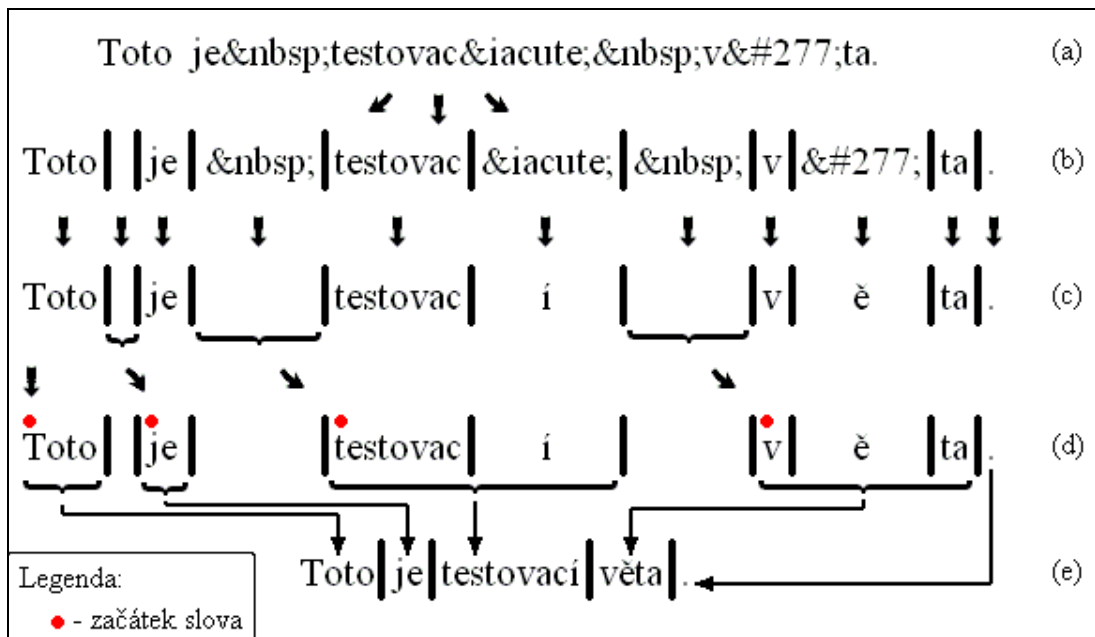 Toto je&nbsp;testovac&iacute;&nbsp;v&#277;ta. (a)
Toto je &nbsp; testovac &iacute; &nbsp; v &#277; ta . (b)
Toto je testovac í v ě ta . (c)
Toto je testovac í v ě ta . (d)
Toto je testovací věta . (e)
Legenda:
- začátek slova